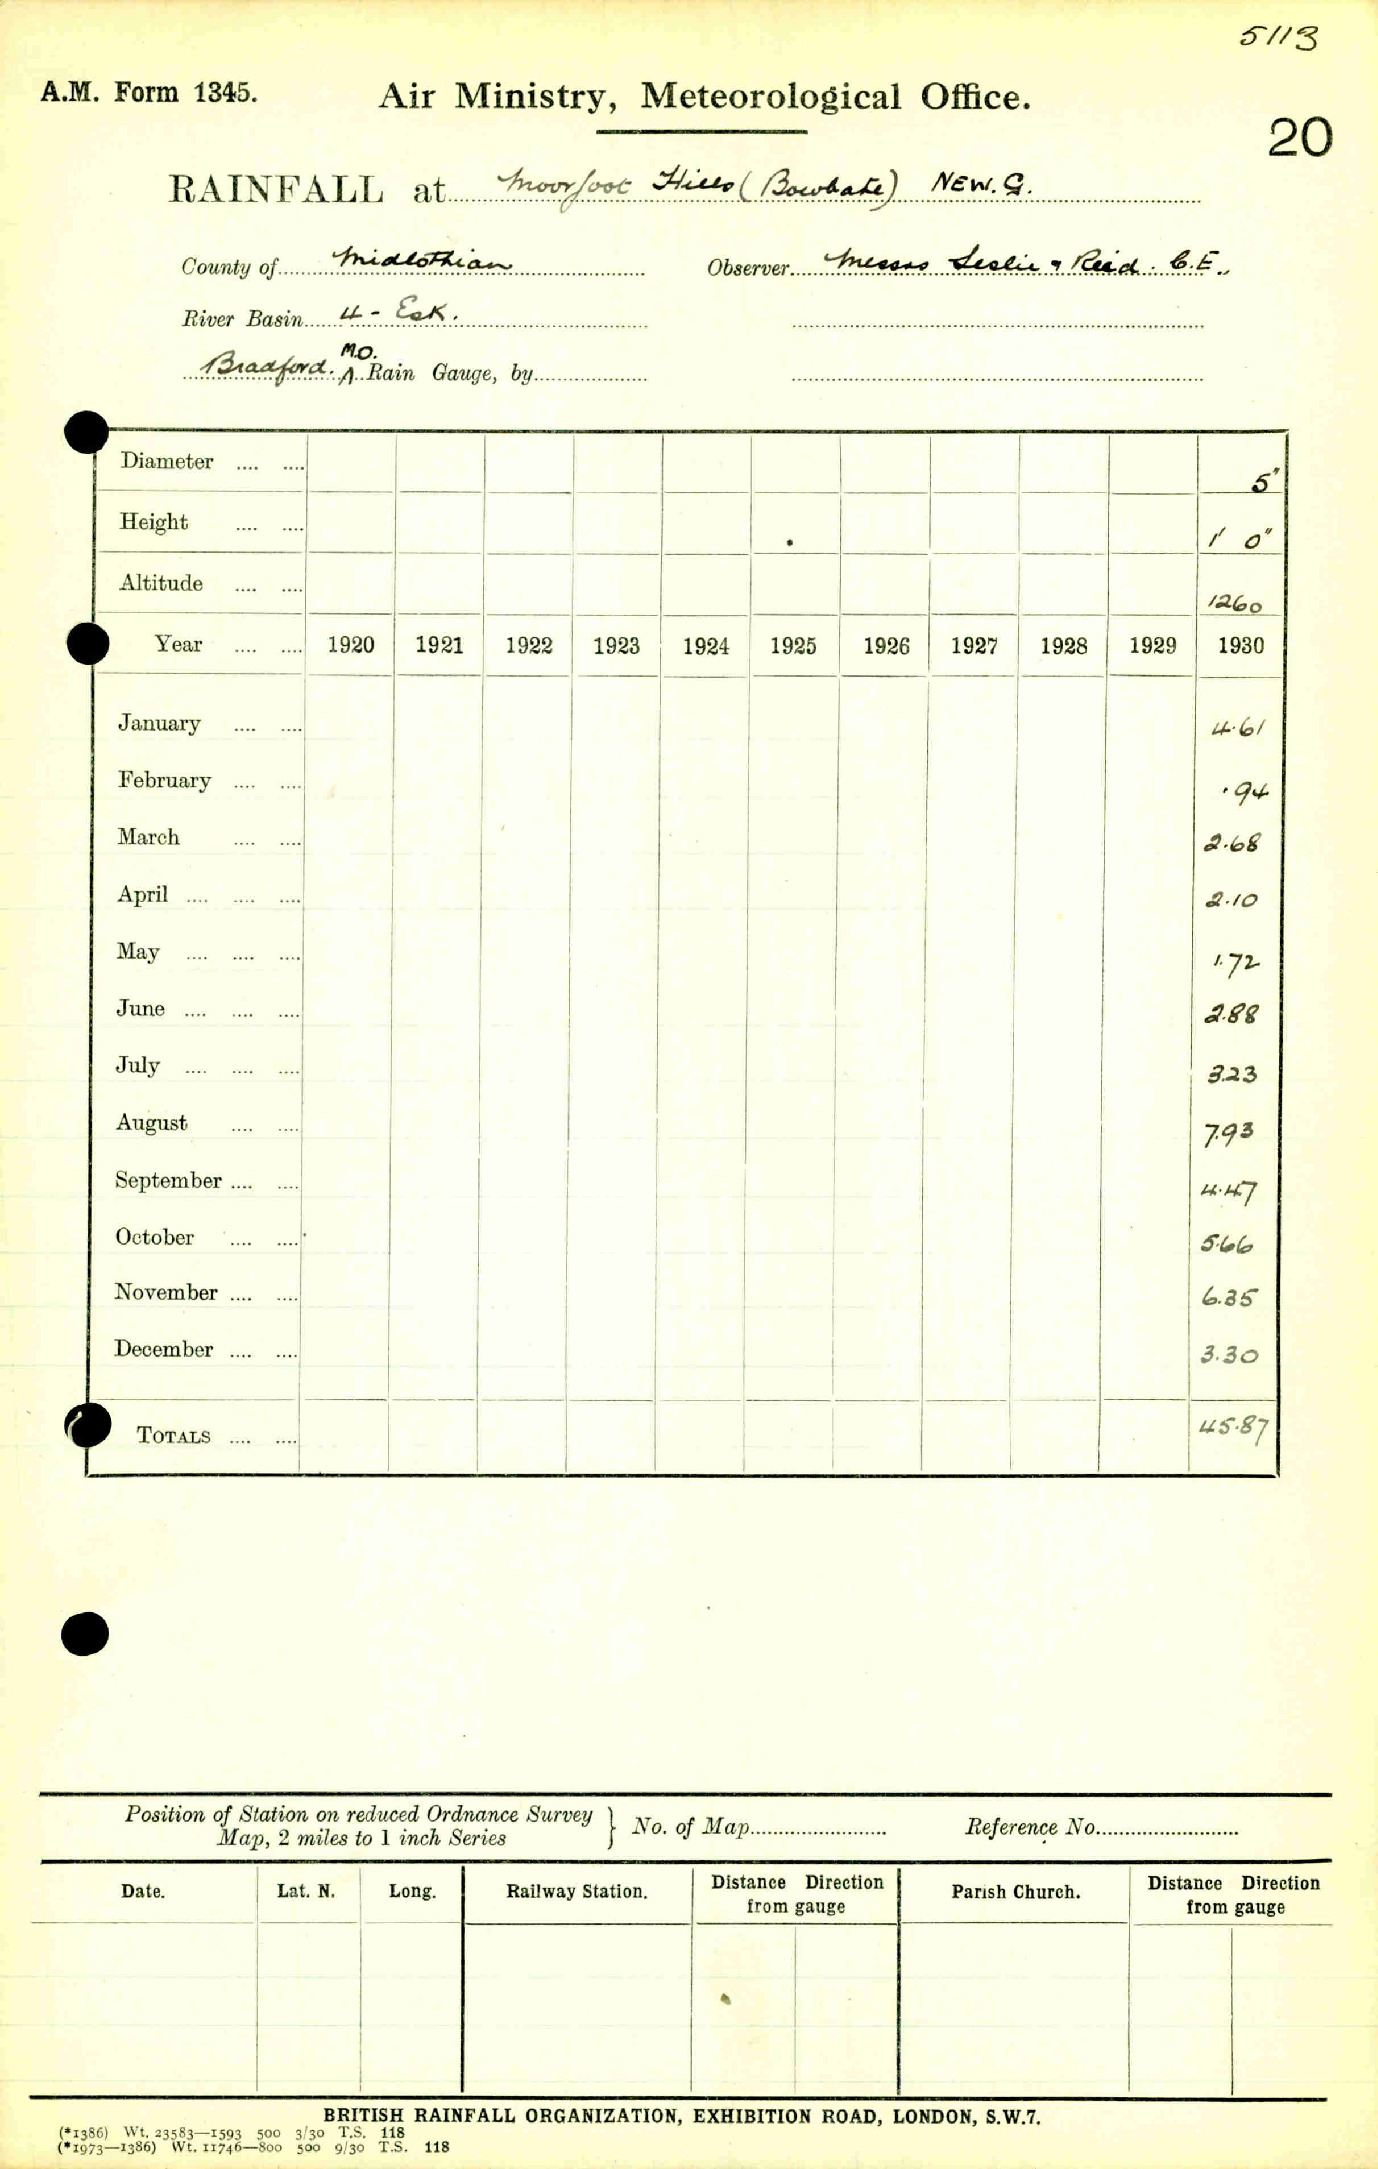 5113
A.M. Form 1345.
Air Ministry, Meteorological Office.
20
RAINFALL at Moorfoot Hills (Bowbate) NEW. G.
County of Midlothian Observer Messrs Leslie & Reid. C.E.,
River Basin 4 - Esk.
M.O.
Bradford. ʌ Rain Gauge, by
Diameter .... .... 5"
Height .... .... 1' 0"
Altitude .... .... 1260
Year .... .... 1920 1921 1922 1923 1924 1925 1926 1927 1928 1929 1930
January .... .... 4.61
February .... .... .94
March .... .... 2.68
April .... .... .... 2.10
May .... .... .... 1.72
June .... .... .... 2.88
July .... .... .... 3.23
August .... .... 7.93
September .... .... 4.47
October .... .... 5.66
November .... .... 6.35
December .... .... 3.30
TOTALS .... .... 45.87
Position of Station on reduced Ordnance Survey
Map, 2 miles to 1 inch Series } No. of Map Reference No.
Date. Lat. N. Long. Railway Station. Distance Direction from gauge Parish Church. Distance Direction from gauge
BRITISH RAINFALL ORGANIZATION, EXHIBITION ROAD, LONDON, S.W.7.
(*1386) Wt. 23583—1593 500 3/30 T.S. 118
(*1973—1386) Wt. 11746—800 500 9/30 T.S. 118